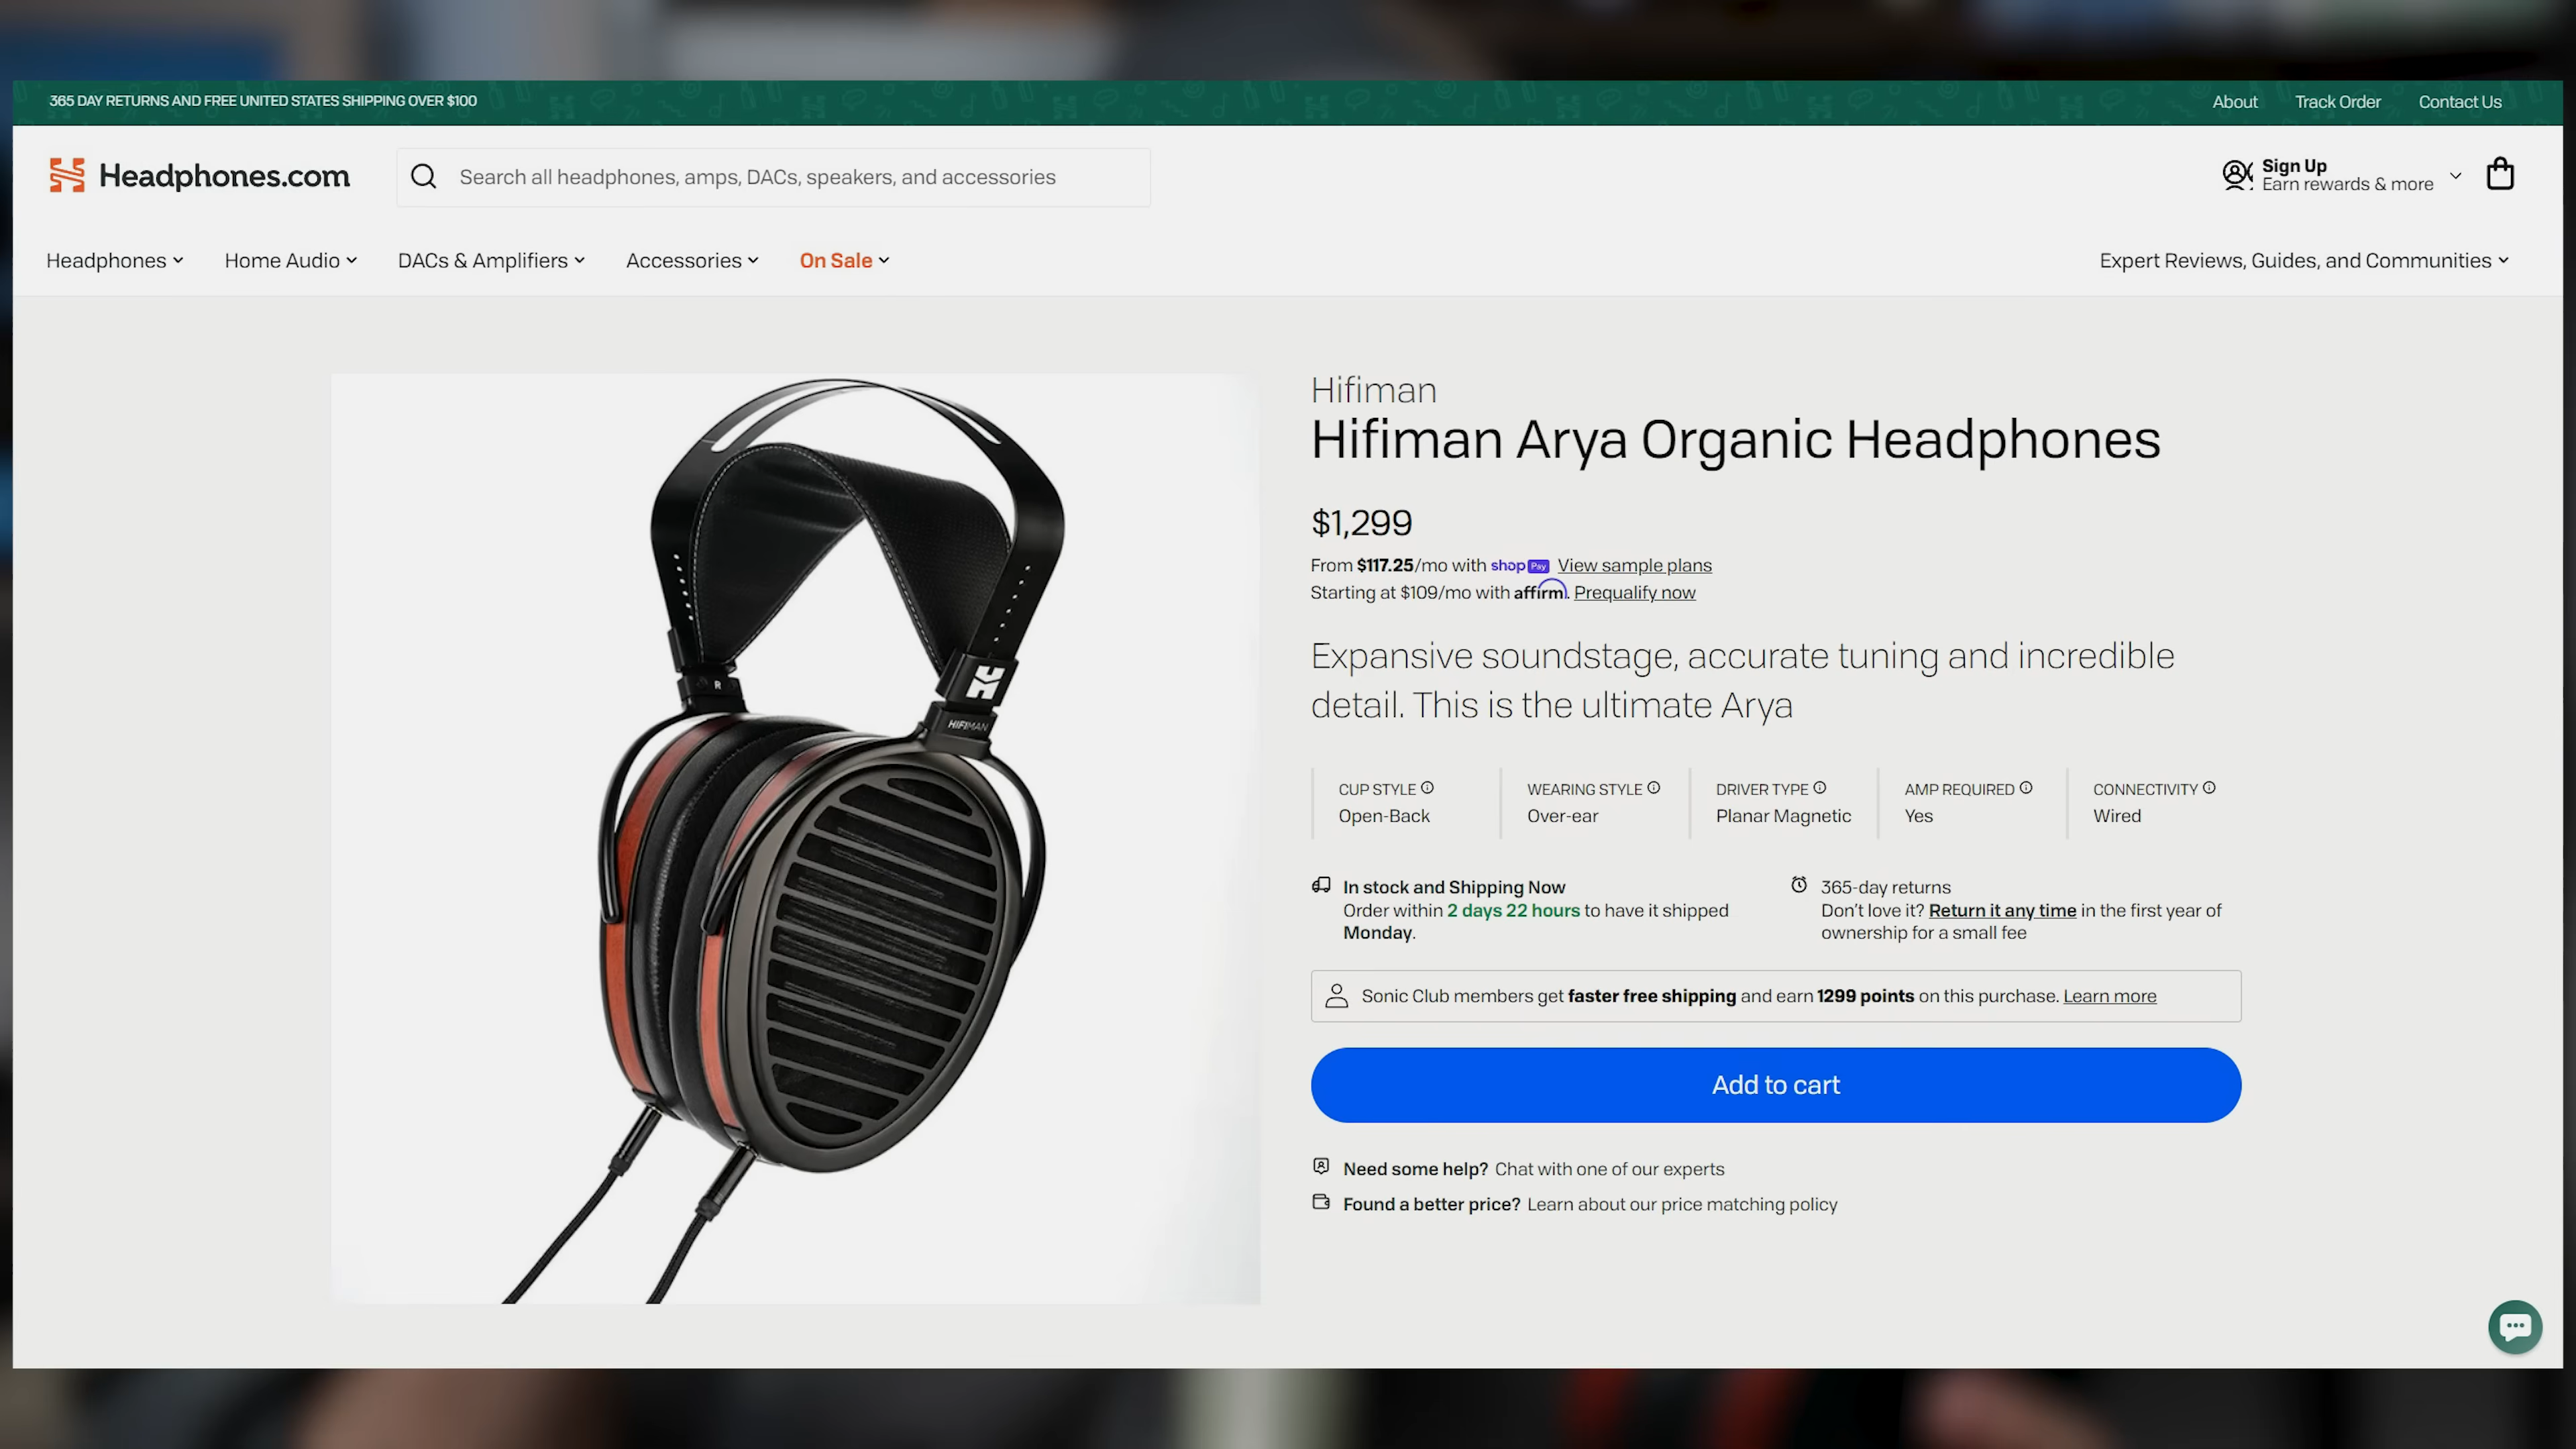 365 DAY RETURNS AND FREE UNITED STATES SHIPPING OVER $100
About Track Order Contact Us
Headphones.com
Search all headphones, amps, DACs, speakers, and accessories
Sign Up
Earn rewards & more
Headphones Home Audio DACs & Amplifiers Accessories On Sale Expert Reviews, Guides, and Communities
Hifiman
Hifiman Arya Organic Headphones
$1,299
From $117.25/mo with shop Pay View sample plans
Starting at $109/mo with affirm. Prequalify now
Expansive soundstage, accurate tuning and incredible
detail. This is the ultimate Arya
CUP STYLE
Open-Back
WEARING STYLE
Over-ear
DRIVER TYPE
Planar Magnetic
AMP REQUIRED
Yes
CONNECTIVITY
Wired
In stock and Shipping Now
Order within 2 days 22 hours to have it shipped
Monday.
365-day returns
Don't love it? Return it any time in the first year of
ownership for a small fee
Sonic Club members get faster free shipping and earn 1299 points on this purchase. Learn more
Add to cart
Need some help? Chat with one of our experts
Found a better price? Learn about our price matching policy
R
HIFIMAN